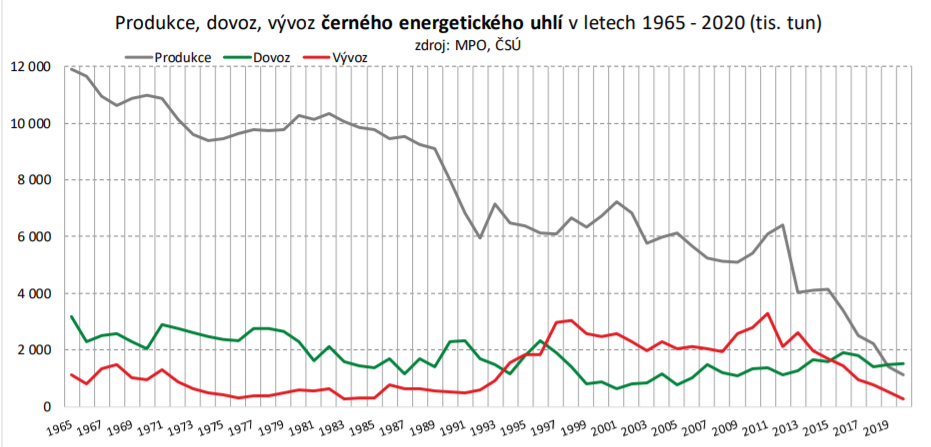 Produkce, dovoz, vývoz černého energetického uhlí v letech 1965 - 2020 (tis. tun)
zdroj: MPO, ČSÚ
Produkce Dovoz Vývoz
12 000
10 000
8 000
6 000
4 000
2 000
0
1965 1967 1969 1971 1973 1975 1977 1979 1981 1983 1985 1987 1989 1991 1993 1995 1997 1999 2001 2003 2005 2007 2009 2011 2013 2015 2017 2019